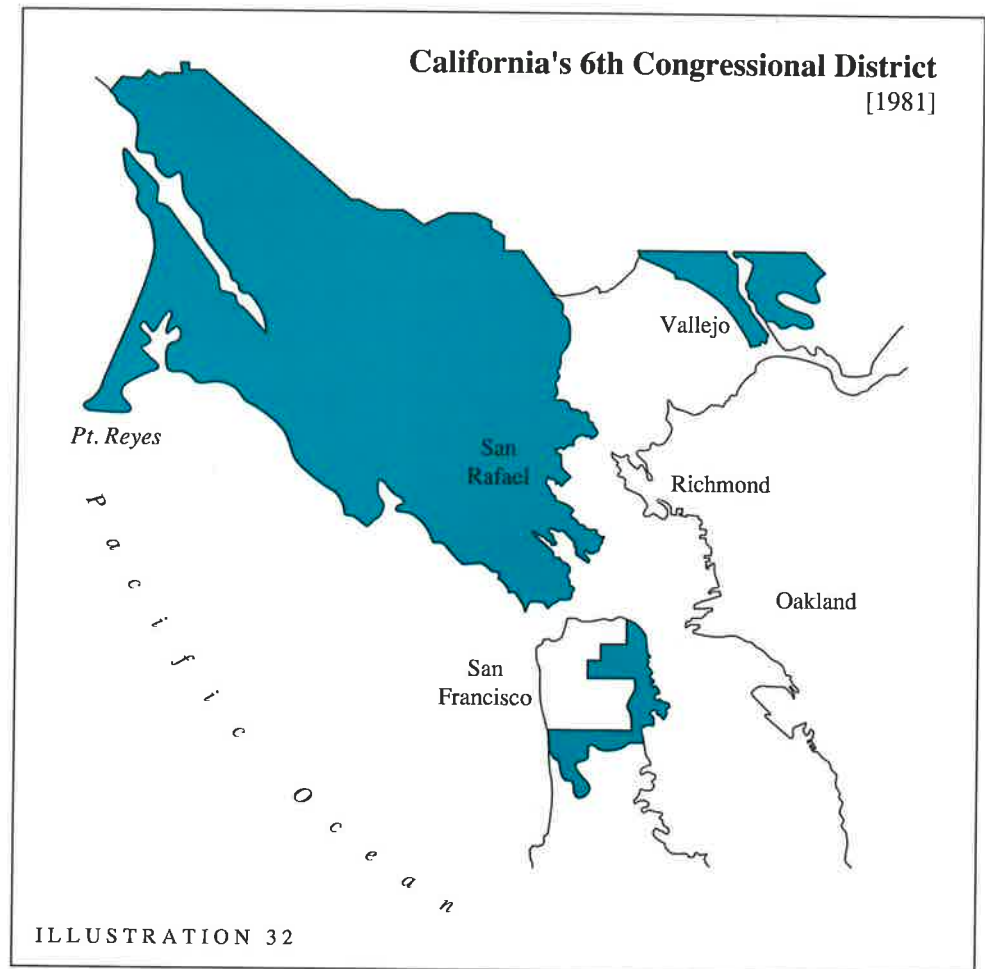 California's 6th Congressional District
[1981]
Vallejo
Pt. Reyes
San
Rafael
Richmond
Pacific Ocean
Oakland
San
Francisco
ILLUSTRATION 32